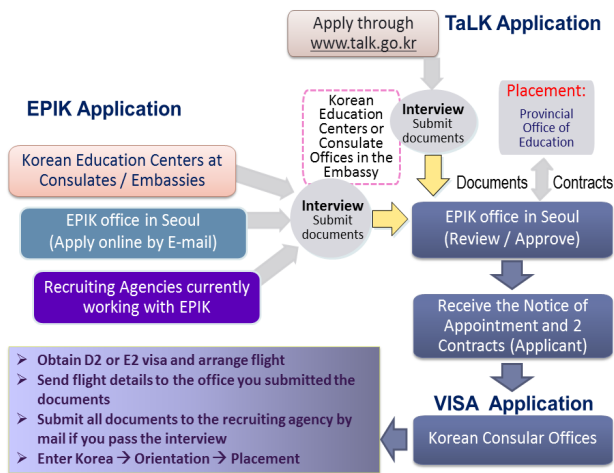 Apply through
www.talk.go.kr
TaLK Application
EPIK Application
Korean
Education
Centers or
Consulate
Offices in the
Embassy
Interview
Submit
documents
Placement:
Provincial
Office of
Education
Korean Education Centers at
Consulates / Embassies
Interview
Submit
documents
Documents
Contracts
EPIK office in Seoul
(Apply online by E-mail)
EPIK office in Seoul
(Review / Approve)
Recruiting Agencies currently
working with EPIK
Receive the Notice of
Appointment and 2
Contracts (Applicant)
➢ Obtain D2 or E2 visa and arrange flight
➢ Send flight details to the office you submitted the
documents
➢ Submit all documents to the recruiting agency by
mail if you pass the interview
➢ Enter Korea → Orientation → Placement
VISA Application
Korean Consular Offices